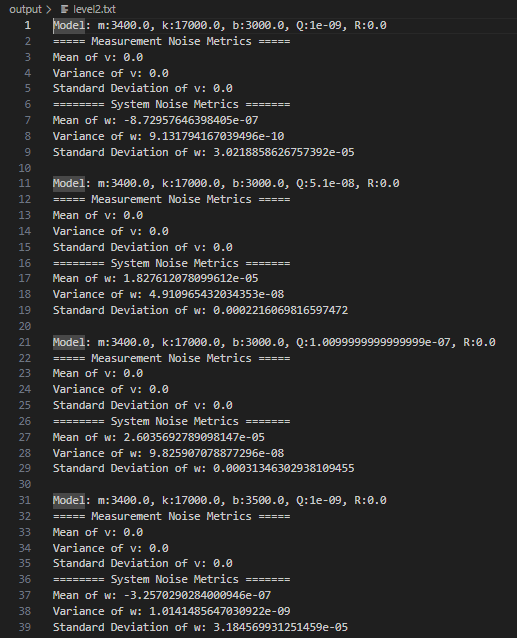 output > level2.txt
1 Model: m:3400.0, k:17000.0, b:3000.0, Q:1e-09, R:0.0
2 ===== Measurement Noise Metrics =====
3 Mean of v: 0.0
4 Variance of v: 0.0
5 Standard Deviation of v: 0.0
6 ======== System Noise Metrics =======
7 Mean of w: -8.72957646398405e-07
8 Variance of w: 9.131794167039496e-10
9 Standard Deviation of w: 3.0218858626757392e-05
10
11 Model: m:3400.0, k:17000.0, b:3000.0, Q:5.1e-08, R:0.0
12 ===== Measurement Noise Metrics =====
13 Mean of v: 0.0
14 Variance of v: 0.0
15 Standard Deviation of v: 0.0
16 ======== System Noise Metrics =======
17 Mean of w: 1.827612078099612e-05
18 Variance of w: 4.910965432034353e-08
19 Standard Deviation of w: 0.0002216069816597472
20
21 Model: m:3400.0, k:17000.0, b:3000.0, Q:1.0099999999999999e-07, R:0.0
22 ===== Measurement Noise Metrics =====
23 Mean of v: 0.0
24 Variance of v: 0.0
25 Standard Deviation of v: 0.0
26 ======== System Noise Metrics =======
27 Mean of w: 2.6035692789098147e-05
28 Variance of w: 9.825907078877296e-08
29 Standard Deviation of w: 0.00031346302938109455
30
31 Model: m:3400.0, k:17000.0, b:3500.0, Q:1e-09, R:0.0
32 ===== Measurement Noise Metrics =====
33 Mean of v: 0.0
34 Variance of v: 0.0
35 Standard Deviation of v: 0.0
36 ======== System Noise Metrics =======
37 Mean of w: -3.2570290284000946e-07
38 Variance of w: 1.0141485647030922e-09
39 Standard Deviation of w: 3.184569931251459e-05